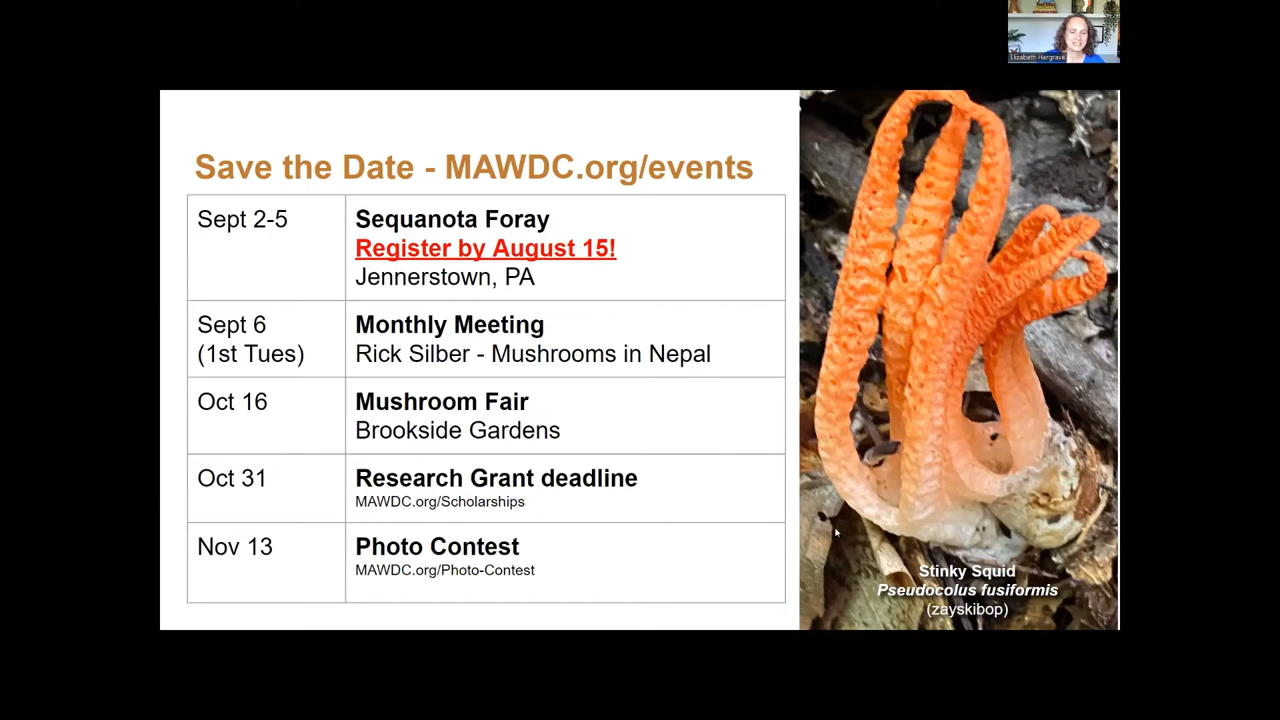 Elizabeth Hargrave
Save the Date - MAWDC.org/events
Sept 2-5
Sequanota Foray
Register by August 15!
Jennerstown, PA
Sept 6
(1st Tues)
Monthly Meeting
Rick Silber - Mushrooms in Nepal
Oct 16
Mushroom Fair
Brookside Gardens
Oct 31
Research Grant deadline
MAWDC.org/Scholarships
Nov 13
Photo Contest
MAWDC.org/Photo-Contest
Stinky Squid
Pseudocolus fusiformis
(zayskibop)